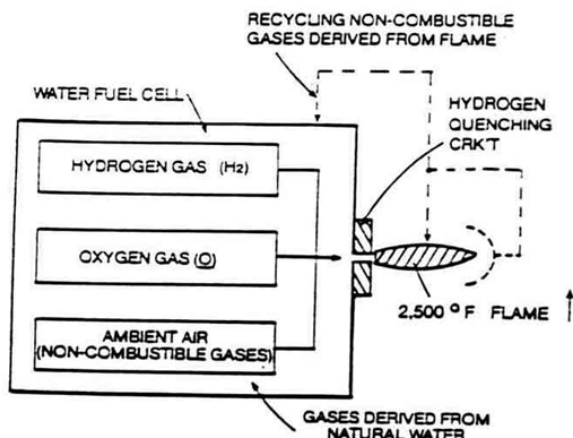 RECYCLING NON-COMBUSTIBLE
GASES DERIVED FROM FLAME
WATER FUEL CELL
HYDROGEN
QUENCHING
CRK'T
HYDROGEN GAS (H2)
OXYGEN GAS (O)
AMBIENT AIR
(NON-COMBUSTIBLE GASES)
2,500 °F FLAME
GASES DERIVED FROM
NATURAL WATER